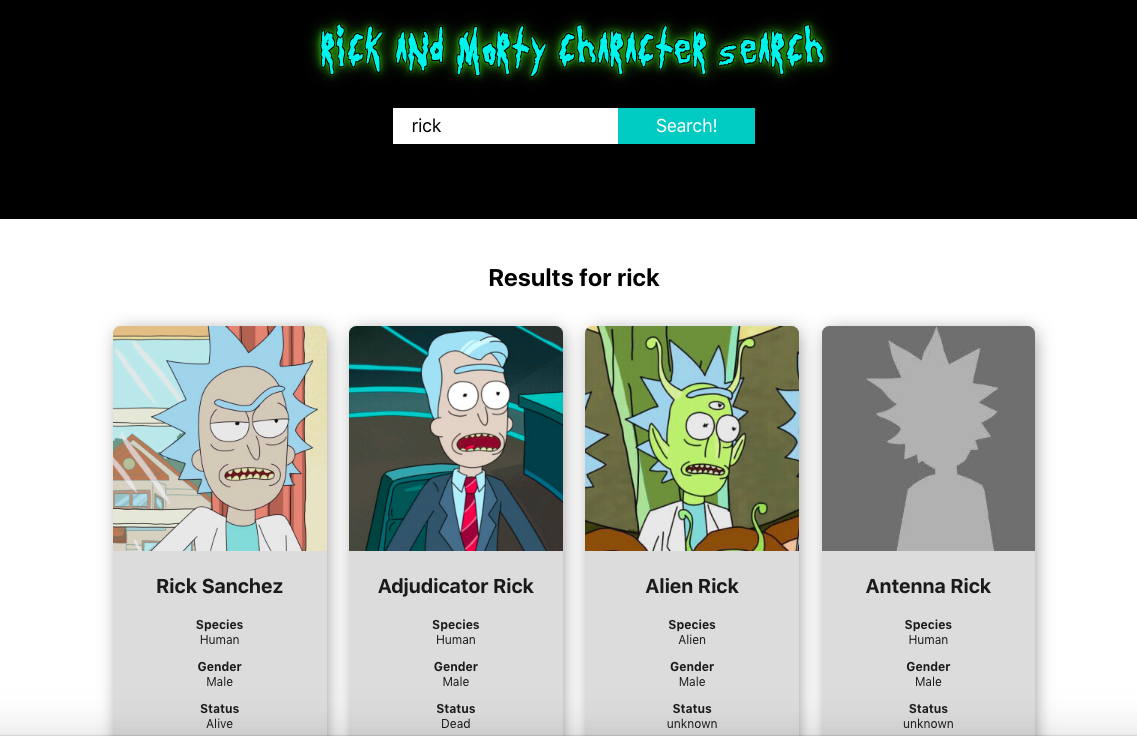 Rick and Morty Character Search
rick
Search!
Results for rick
Rick Sanchez
Species
Human
Gender
Male
Status
Alive
Adjudicator Rick
Species
Human
Gender
Male
Status
Dead
Alien Rick
Species
Alien
Gender
Male
Status
unknown
Antenna Rick
Species
Human
Gender
Male
Status
unknown